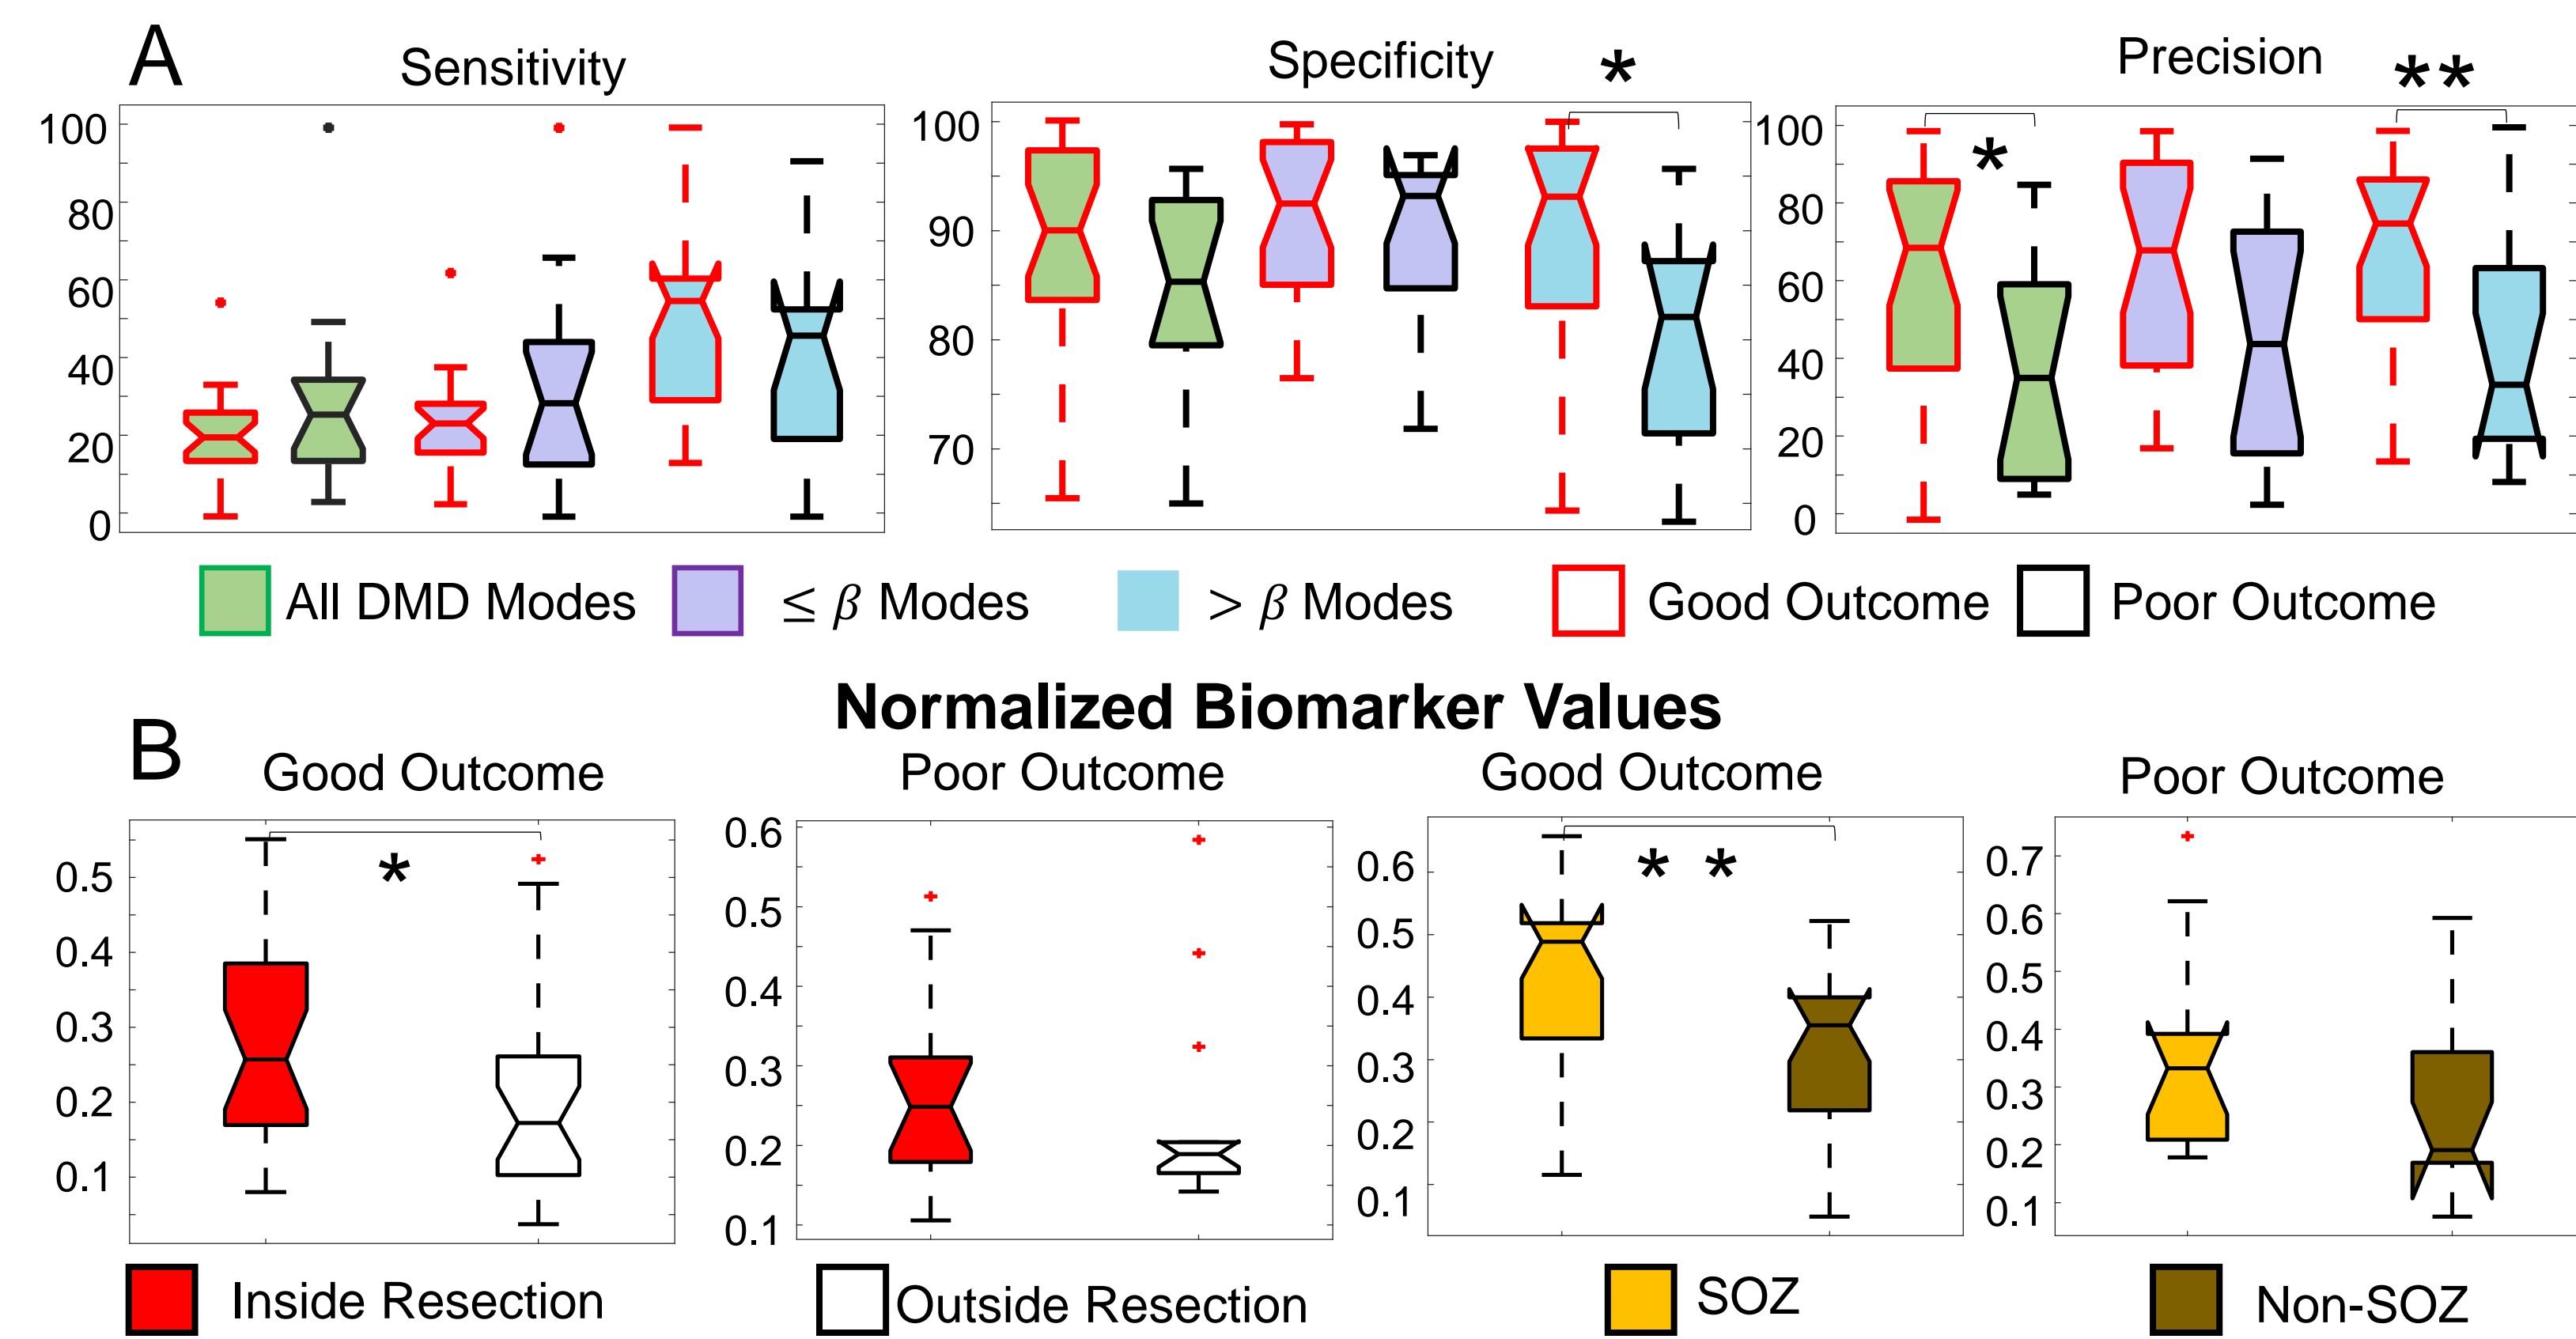 A
Sensitivity
Specificity
*
Precision
**
100
80
60
40
20
0
100
90
80
70
100
80
60
40
20
0
*
All DMD Modes
≤ β Modes
> β Modes
Good Outcome
Poor Outcome
Normalized Biomarker Values
B
Good Outcome
Poor Outcome
Good Outcome
Poor Outcome
*
* *
0.5
0.4
0.3
0.2
0.1
0.6
0.5
0.4
0.3
0.2
0.1
0.6
0.5
0.4
0.3
0.2
0.1
0.7
0.6
0.5
0.4
0.3
0.2
0.1
Inside Resection
Outside Resection
SOZ
Non-SOZ